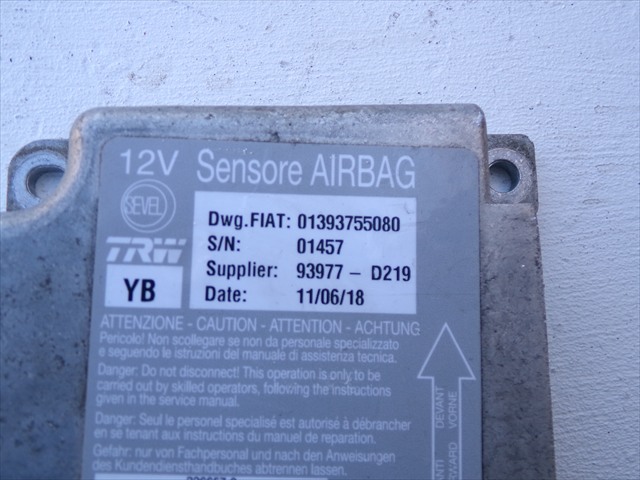 12V Sensore AIRBAG
SEVEL
Dwg.FIAT: 01393755080
S/N: 01457
TRW
Supplier: 93977 - D219
YB
Date: 11/06/18
ATTENZIONE - CAUTION - ATTENTION - ACHTUNG
Pericolo! Non scollegare se non da personale specializzato
e seguendo le istruzioni del manuale di assistenza tecnica.
Danger: Do not disconnect! This operation is only to be
carried out by skilled operators, following the instructions
given in the service manual.
Danger: Seul le personel specialisé est autorisé à débrancher
en se tenant aux instructions du manuel de reparation.
Gefahr: nur von Fachpersonal und nach den Anweisungen
des Kundendiensthandbuches abtrennen lassen.
DEVANT
VORNE